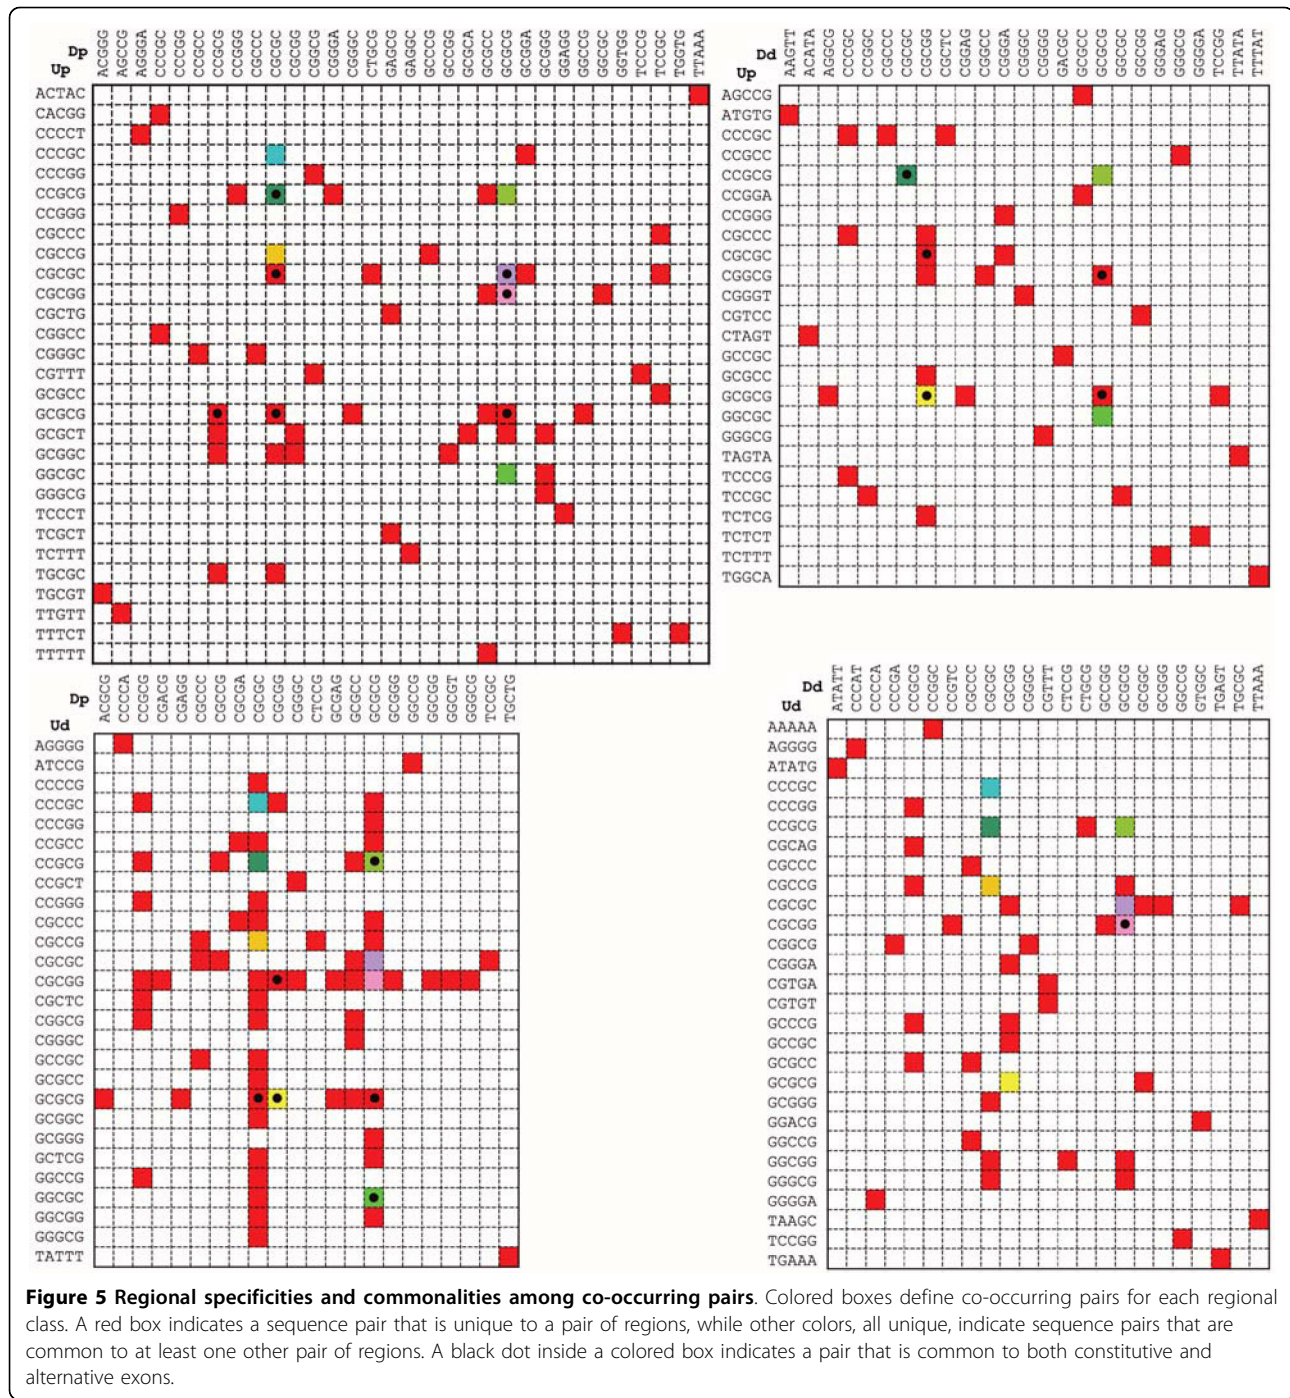 Dp
Up
ACGGG
AGCCG
AGGGA
CCCGC
CCCGG
CCGCC
CCGCG
CCGGG
CGCCC
CGCGC
CGCGG
CGGCG
CGGGA
CGGGC
CTGCG
GAGCG
GAGGC
GCCCG
GCCGG
GCGCA
GCGCC
GCGCG
GCGGA
GCGGG
GGAGG
GGCCG
GGCGC
GGTGG
TCCCG
TCCGC
TGGTG
TTAAA
ACTAC
CACGG
CCCCT
CCCGC
CCCGG
CCGCG
CCGGG
CGCCC
CGCCG
CGCGC
CGCGG
CGCTG
CGGCC
CGGGC
CGTTT
GCGCC
GCGCG
GCGCT
GCGGC
GGCGC
GGGCG
TCCCT
TCGCT
TCTTT
TGCGC
TGCGT
TTGTT
TTTCT
TTTTT
Dd
Up
AAGTT
ACATA
AGGCG
CCCGC
CCGGC
CCCGC
CGCGC
CGCGG
CGCTC
CGGAG
CGGCC
CGGGA
CGGGC
CGGGG
GACGC
GCGCC
GCGCG
GGCGC
GGCGG
GGGAG
GGGCG
GGGGA
TCCGG
TTATA
TTTAT
AGCCG
ATGTG
CCCGC
CCGCC
CCGCG
CCGGA
CCGGG
CGCCC
CGCGC
CGGCG
CGGGT
CGTCC
CTAGT
GCCGC
GCGCC
GCGCG
GGCGC
GGGCG
TAGTA
TCCCG
TCCGC
TCTCG
TCTCT
TCTTT
TGGCA
Dp
Ud
ACGCG
CCCCA
CCGCG
CGACG
CGAGG
CGCCC
CGCCG
CGCGA
CGCGC
CGCGG
CGGGC
CTCCG
GCGAG
GCGCC
GCGCG
GCGGG
GGCCG
GGCGG
GGCGT
GGGCG
TCCGC
TGCTG
AGGGG
ATCCG
CCCCG
CCCGC
CCCGG
CCGCC
CCGCG
CCGCT
CCGGG
CGCCC
CGCCG
CGCGC
CGCGG
CGCTC
CGGCG
CGGGC
GCCGC
GCGCC
GCGCG
GCGGC
GCGGG
GCTCG
GGCCG
GGCGC
GGCGG
GGGCG
TATTT
Dd
Ud
ATATT
CCCAT
CCCCA
CCCGA
CCGCG
CCGGC
CCGTC
CGCCC
CGCGC
CGCGG
CGGGC
CGTTT
CTCCG
CTGCG
GCCGG
GCGCG
GCGGC
GCGGG
GGCCG
GTGGC
TGAGT
TGCGC
TTAAA
AAAAA
AGGGG
ATATG
CCCGC
CCCGG
CCGCG
CGCAG
CGCCC
CGCCG
CGCGC
CGCGG
CGGCG
CGGGA
CGTGA
CGTGT
GCCCG
GCCGC
GCGCC
GCGCG
GCGGG
GGACG
GGCCG
GGCGG
GGGCG
GGGGA
TAAGC
TCCGG
TGAAA
Figure 5 Regional specificities and commonalities among co-occurring pairs. Colored boxes define co-occurring pairs for each regional
class. A red box indicates a sequence pair that is unique to a pair of regions, while other colors, all unique, indicate sequence pairs that are
common to at least one other pair of regions. A black dot inside a colored box indicates a pair that is common to both constitutive and
alternative exons.